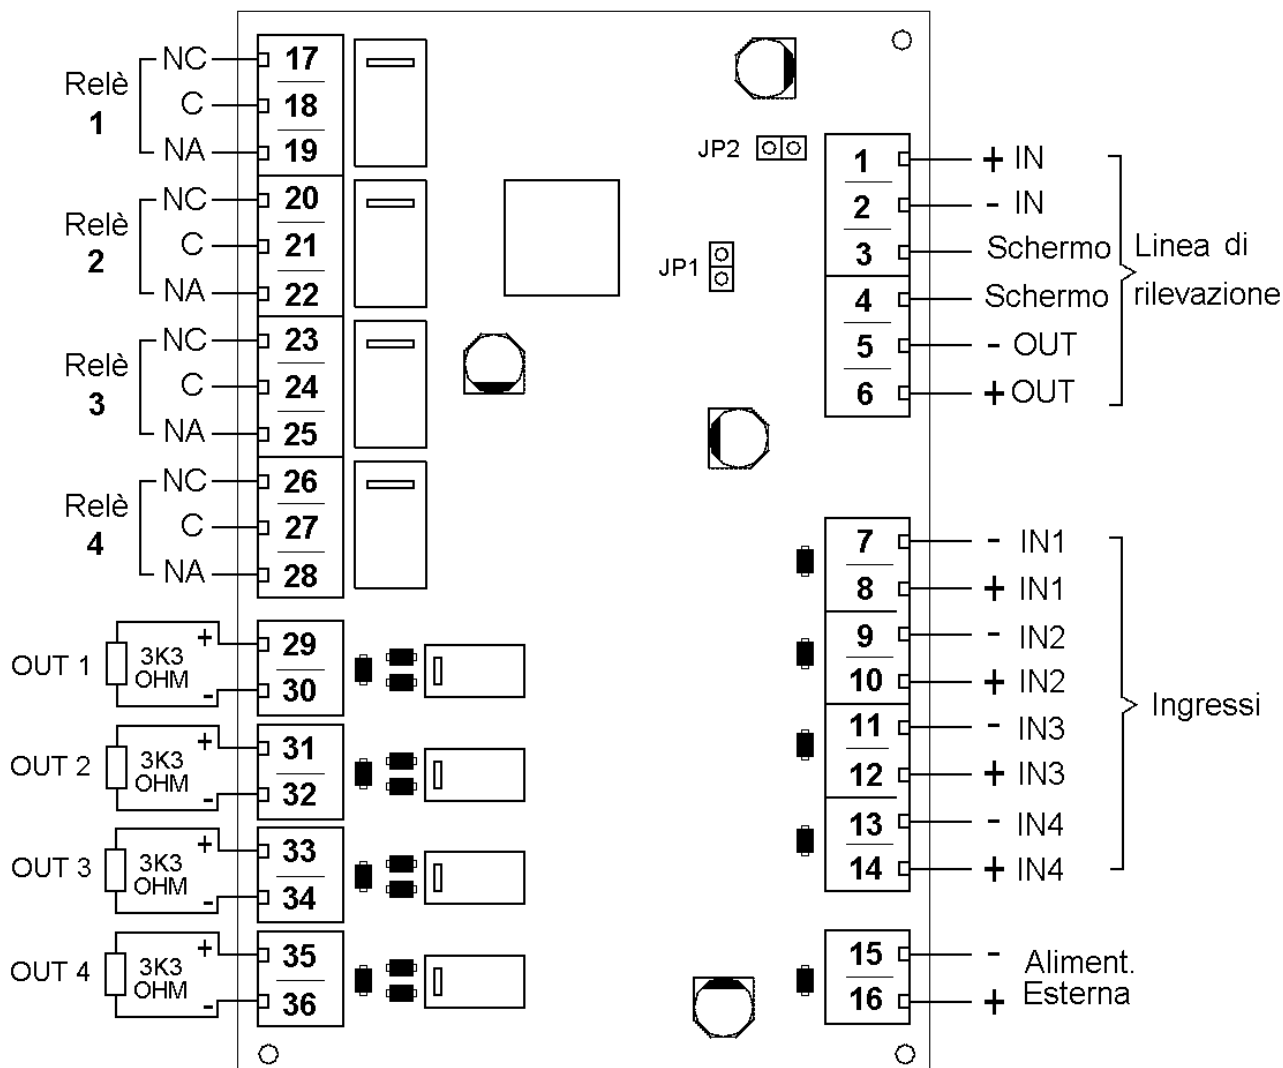 NC 17
Relè
1
C 18
NA 19
NC 20
Relè
2
C 21
NA 22
NC 23
Relè
3
C 24
NA 25
NC 26
Relè
4
C 27
NA 28
OUT 1
3K3
OHM
+ 29
- 30
OUT 2
3K3
OHM
+ 31
- 32
OUT 3
3K3
OHM
+ 33
- 34
OUT 4
3K3
OHM
+ 35
- 36
JP2
JP1
1 + IN
2 - IN
3 Schermo
4 Schermo
5 - OUT
6 + OUT
Linea di
rilevazione
7 - IN1
8 + IN1
9 - IN2
10 + IN2
11 - IN3
12 + IN3
13 - IN4
14 + IN4
Ingressi
15 -
16 +
Aliment.
Esterna